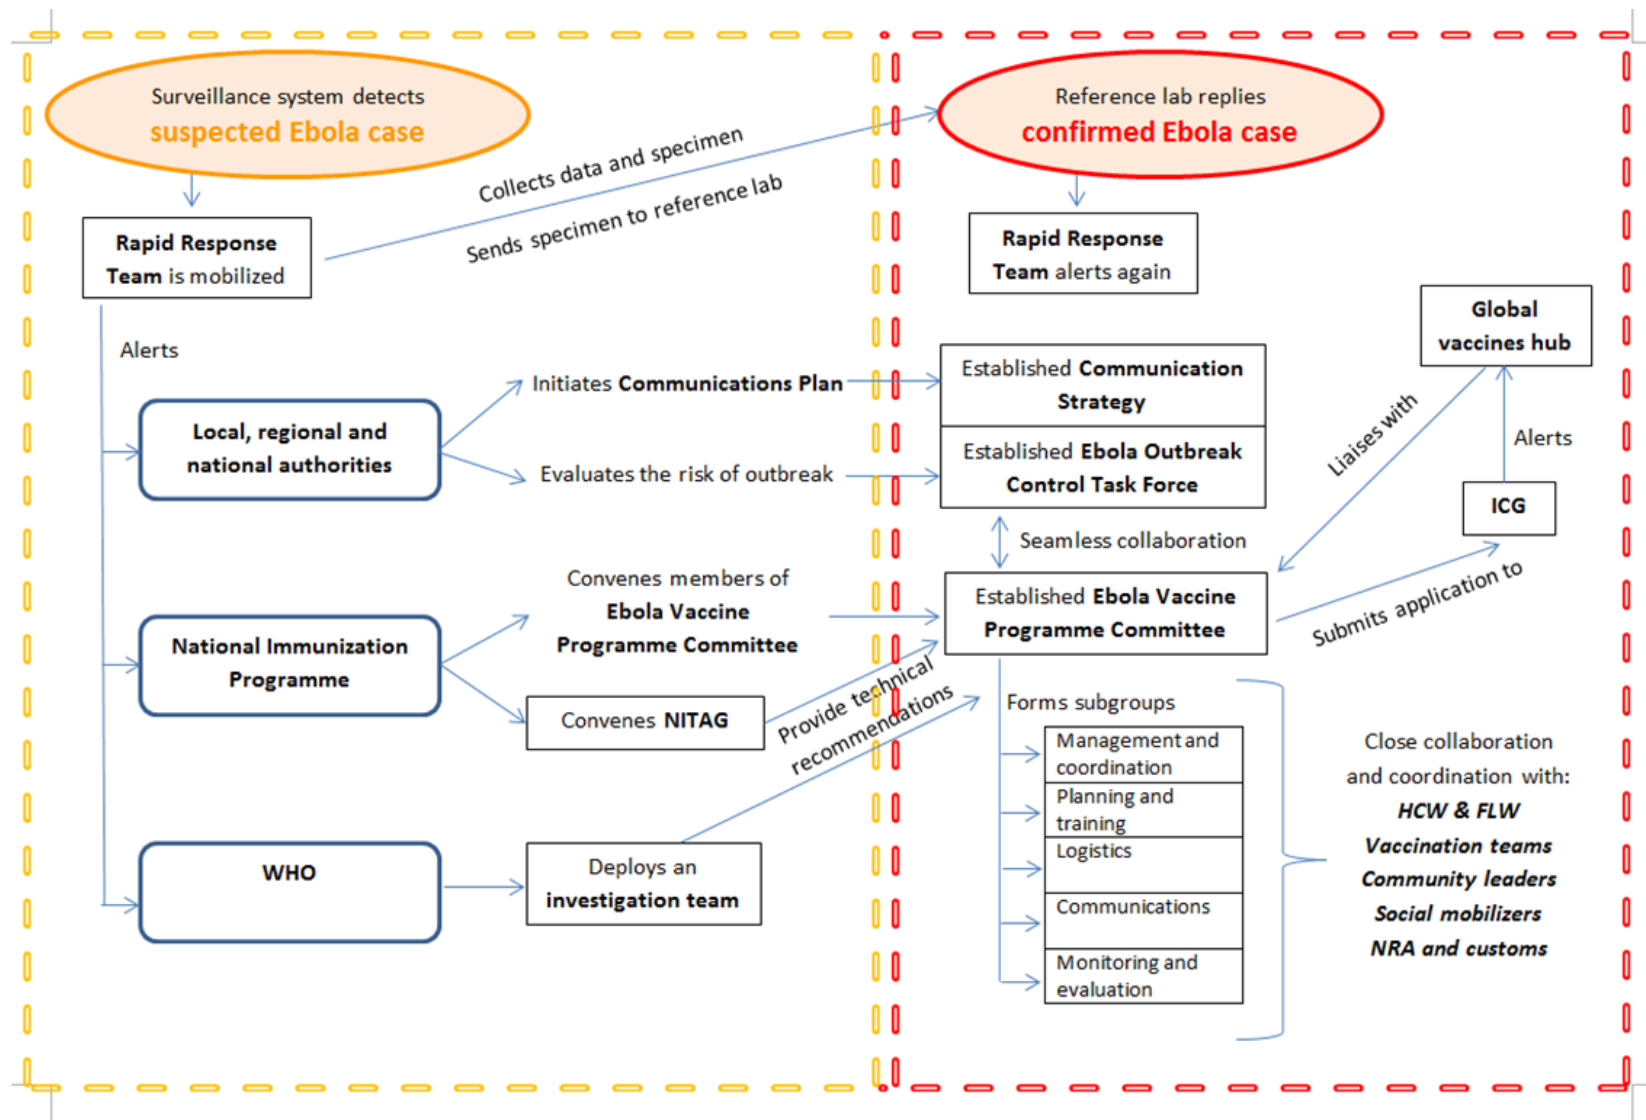 Surveillance system detects
suspected Ebola case
Rapid Response
Team is mobilized
Collects data and specimen
Sends specimen to reference lab
Alerts
Local, regional and
national authorities
Initiates Communications Plan
Evaluates the risk of outbreak
National Immunization
Programme
Convenes members of
Ebola Vaccine
Programme Committee
Convenes NITAG
Provide technical
recommendations
WHO
Deploys an
investigation team
Reference lab replies
confirmed Ebola case
Rapid Response
Team alerts again
Established Communication
Strategy
Established Ebola Outbreak
Control Task Force
Seamless collaboration
Established Ebola Vaccine
Programme Committee
Global
vaccines hub
Liaises with
Alerts
ICG
Submits application to
Forms subgroups
Management and
coordination
Planning and
training
Logistics
Communications
Monitoring and
evaluation
Close collaboration
and coordination with:
HCW & FLW
Vaccination teams
Community leaders
Social mobilizers
NRA and customs